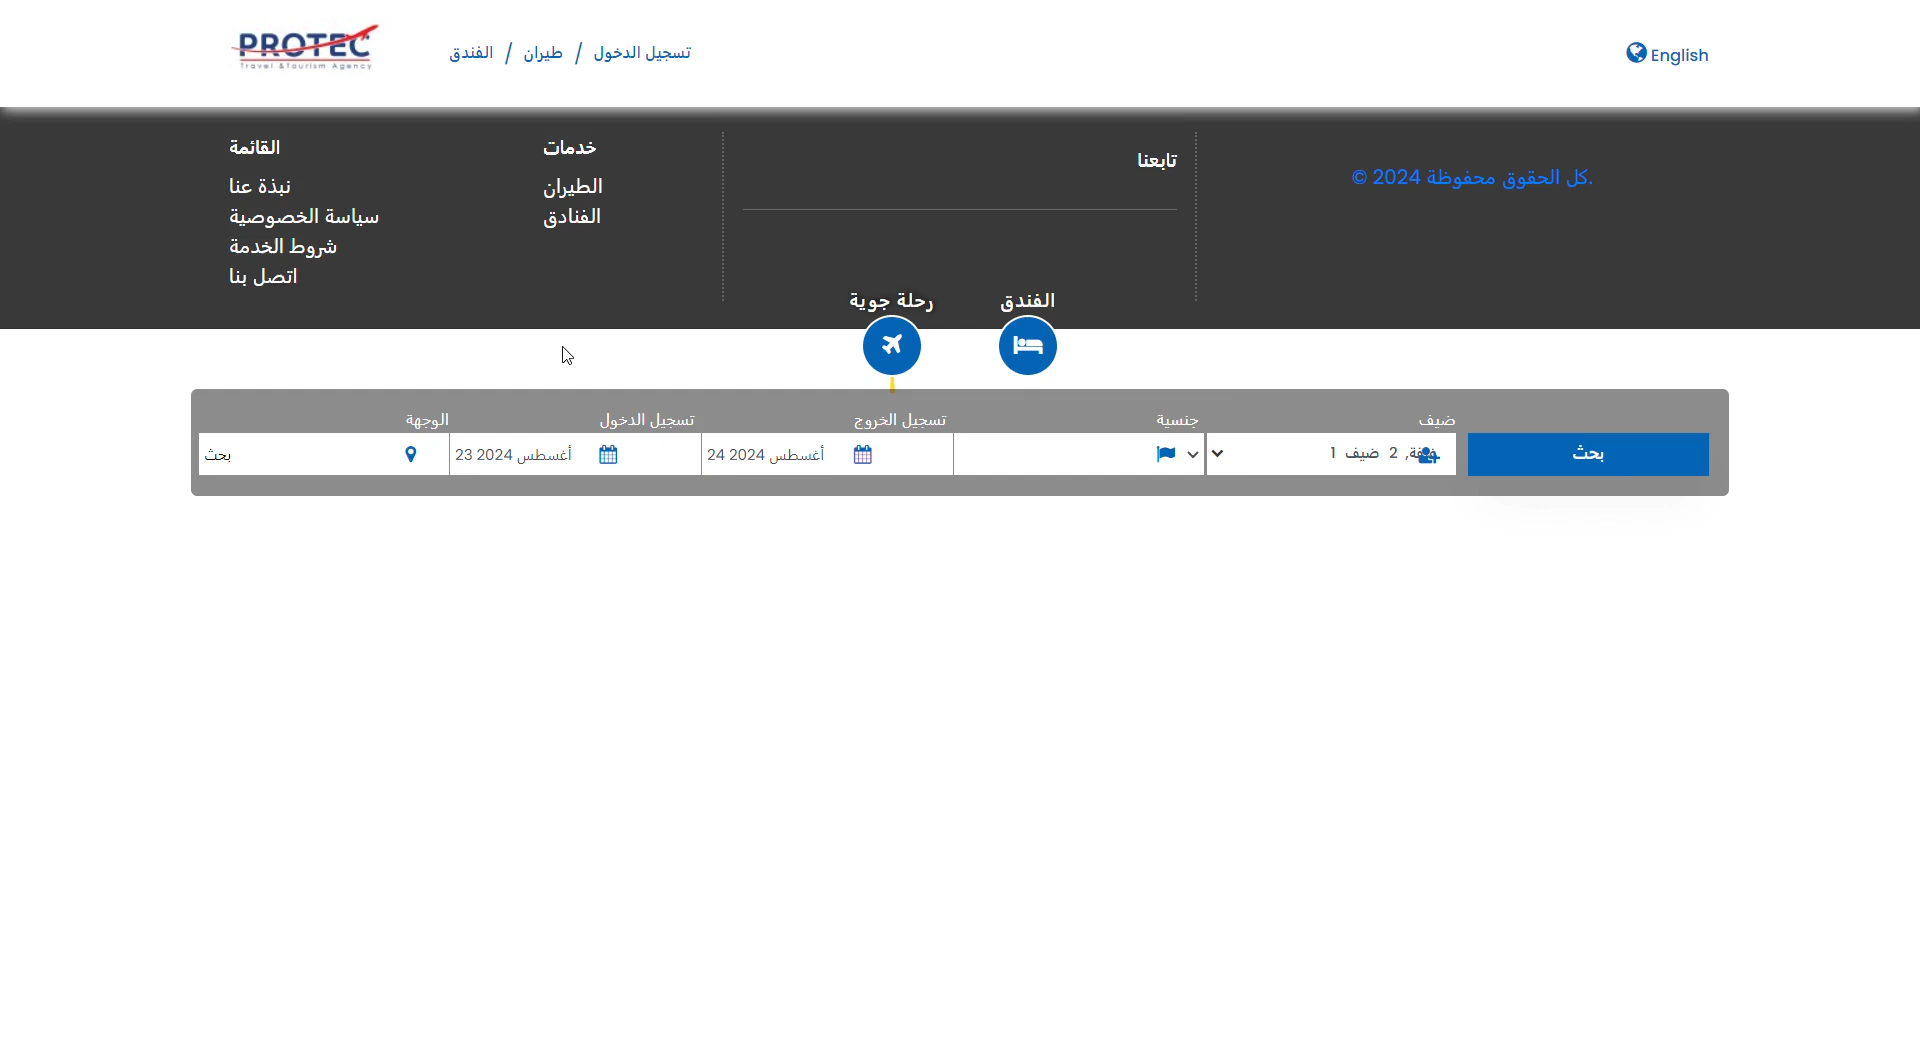 PROTEC
Travel & Tourism Agency
الفندق / طيران / تسجيل الدخول
English
القائمة
نبذة عنا
سياسة الخصوصية
شروط الخدمة
اتصل بنا
خدمات
الطيران
الفنادق
تابعنا
© 2024 كل الحقوق محفوظة.
رحلة جوية
الفندق
الوجهة
بحث
تسجيل الدخول
23 أغسطس 2024
تسجيل الخروج
24 أغسطس 2024
جنسية
ضيف
1 ضيف 2 ,
بحث